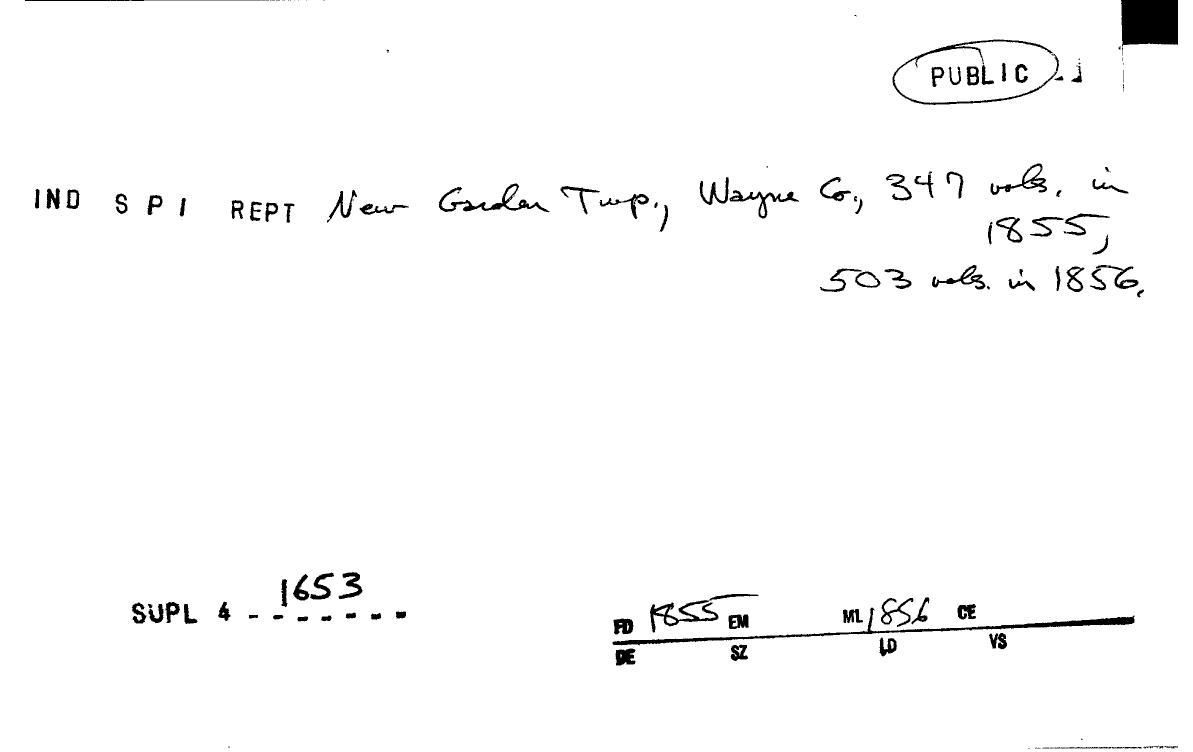 PUBLIC
IND S P I REPT New Garden Twp., Wayne Co., 347 vols. in
1855,
503 vols. in 1856.
1653
SUPL 4 - - - - - - -
FD 1855 EM ML 1856 CE
DE SZ LD VS